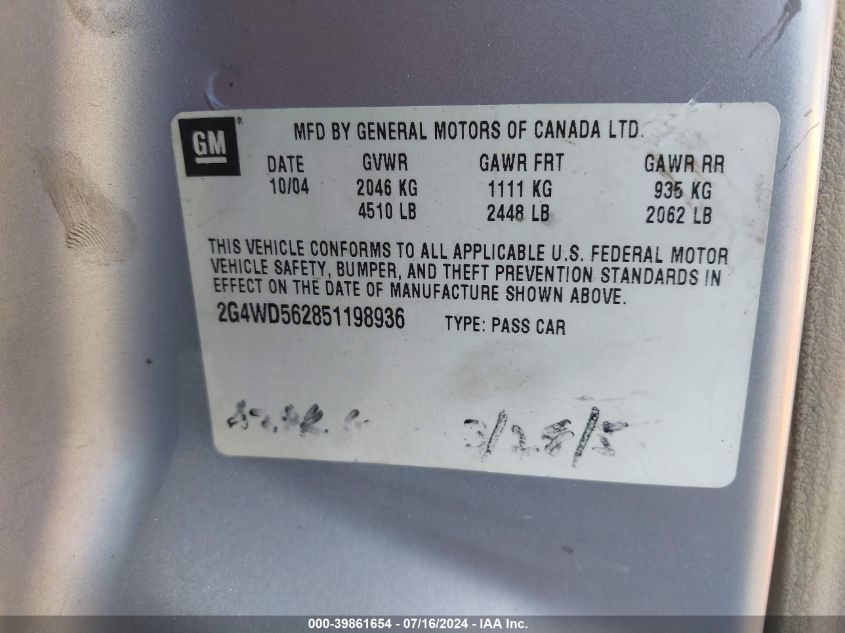 GM ® MFD BY GENERAL MOTORS OF CANADA LTD.
DATE GVWR GAWR FRT GAWR RR
10/04 2046 KG 1111 KG 935 KG
4510 LB 2448 LB 2062 LB
THIS VEHICLE CONFORMS TO ALL APPLICABLE U.S. FEDERAL MOTOR
VEHICLE SAFETY, BUMPER, AND THEFT PREVENTION STANDARDS IN
EFFECT ON THE DATE OF MANUFACTURE SHOWN ABOVE.
2G4WD562851198936 TYPE: PASS CAR
3/28/5
000-39861654 / 07/16/2024 - IAA Inc.